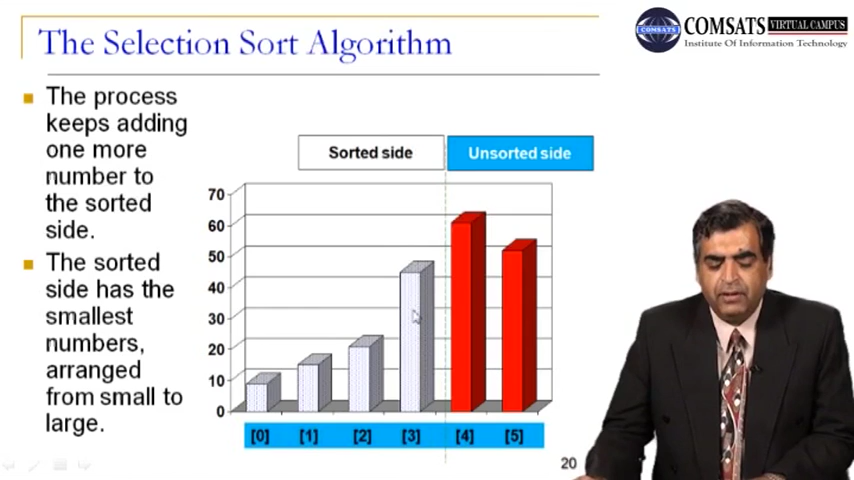 The Selection Sort Algorithm
COMSATS VIRTUAL CAMPUS
COMSATS
Institute Of Information Technology
The process
keeps adding
one more
number to
the sorted
side.
The sorted
side has the
smallest
numbers,
arranged
from small to
large.
Sorted side
Unsorted side
70
60
50
40
30
20
10
0
[0] [1] [2] [3] [4] [5]
20